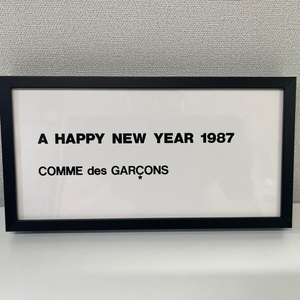 A HAPPY NEW YEAR 1987
COMME des GARÇONS